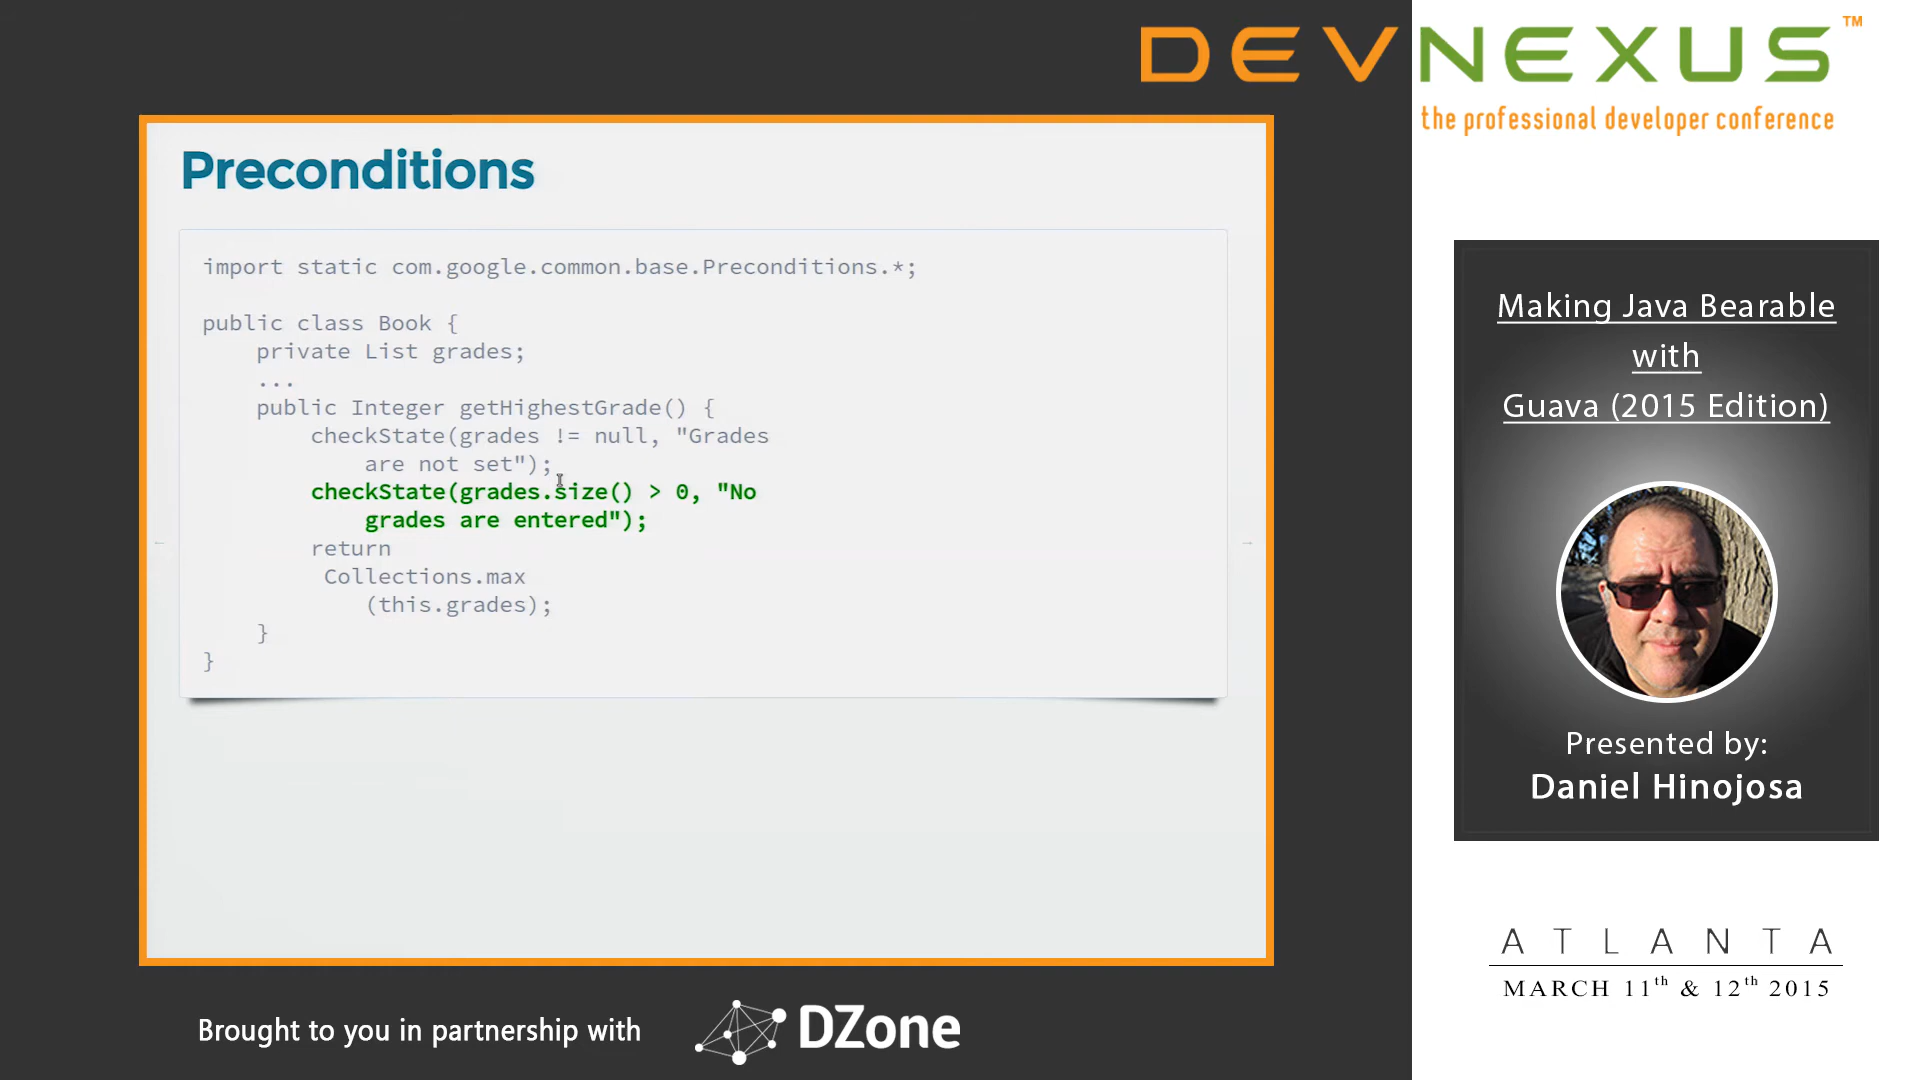 DEVNEXUS™
the professional developer conference
Preconditions
import static com.google.common.base.Preconditions.*;
public class Book {
private List grades;
...
public Integer getHighestGrade() {
checkState(grades != null, "Grades
are not set");
checkState(grades.size() > 0, "No
grades are entered");
return
Collections.max
(this.grades);
}
}
←
→
Making Java Bearable
with
Guava (2015 Edition)
Presented by:
Daniel Hinojosa
ATLANTA
MARCH 11th & 12th 2015
Brought to you in partnership with
DZone